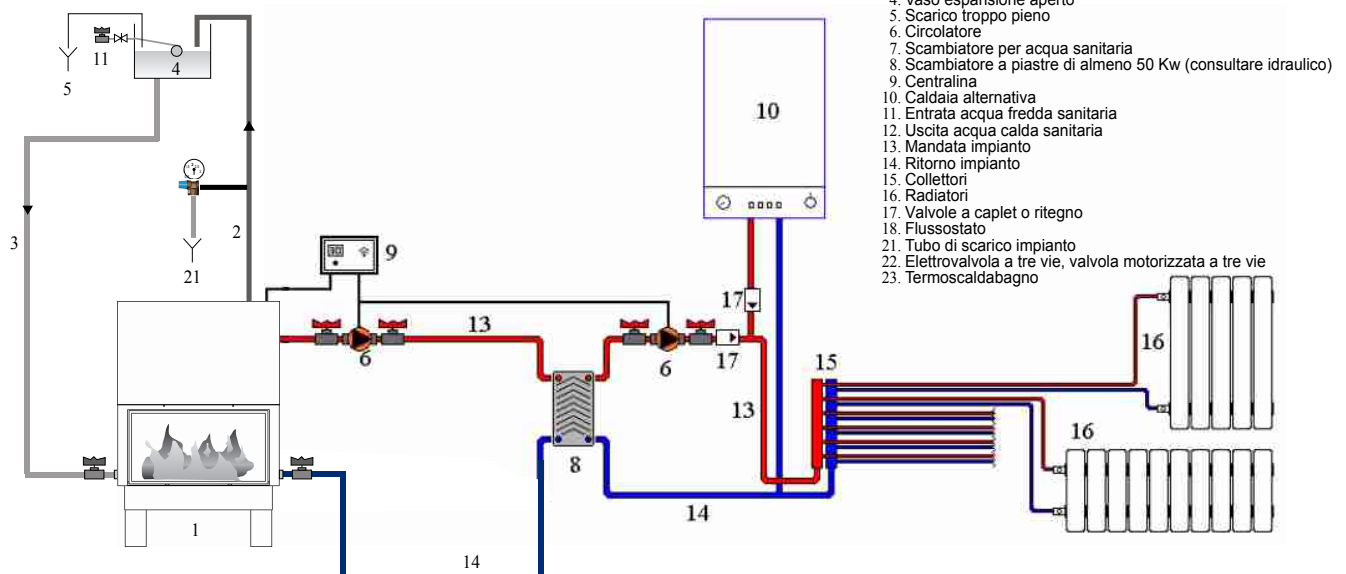 4. Vaso espansione aperto
5. Scarico troppo pieno
6. Circolatore
7. Scambiatore per acqua sanitaria
8. Scambiatore a piastre di almeno 50 Kw (consultare idraulico)
9. Centralina
10. Caldaia alternativa
11. Entrata acqua fredda sanitaria
12. Uscita acqua calda sanitaria
13. Mandata impianto
14. Ritorno impianto
15. Collettori
16. Radiatori
17. Valvole a caplet o ritegno
18. Flussostato
21. Tubo di scarico impianto
22. Elettrovalvola a tre vie, valvola motorizzata a tre vie
23. Termoscaldabagno
5
11
4
10
3
2
21
9
17
13
6
6
17
15
16
13
16
8
14
1
14